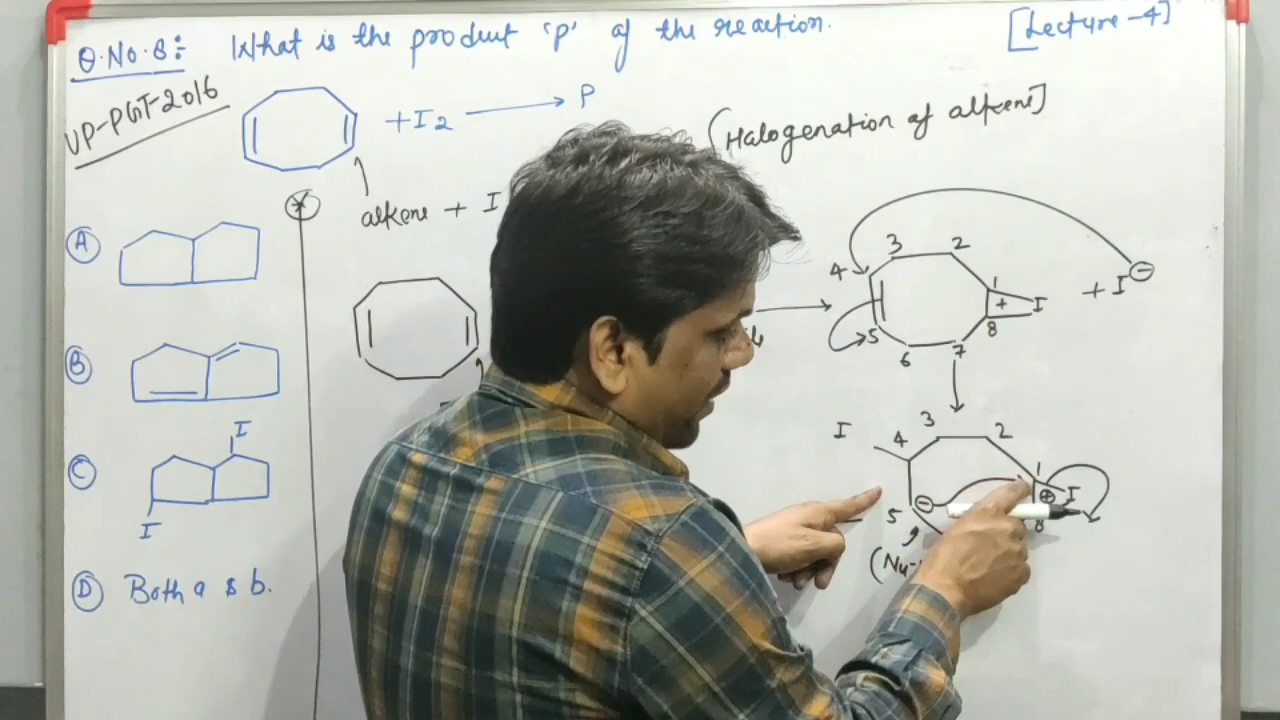 Q.No.8:- What is the product 'p' of the reaction. [Lecture-4]
UP-PGT-2016
+I2 → P
(Halogenation of alkene]
alkene + I
A
B
C
I
I
D Both a & b.
3 2
4 1
+ I
5 8
6 7
+ I⊖
I 4 3 2
1
⊕ I
5 ⊖
8
(Nu-